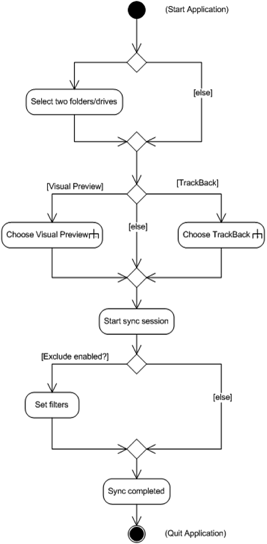 (Start Application)
[else]
Select two folders/drives
[Visual Preview]
[TrackBack]
[else]
Choose Visual Preview
Choose TrackBack
Start sync session
[Exclude enabled?]
[else]
Set filters
Sync completed
(Quit Application)